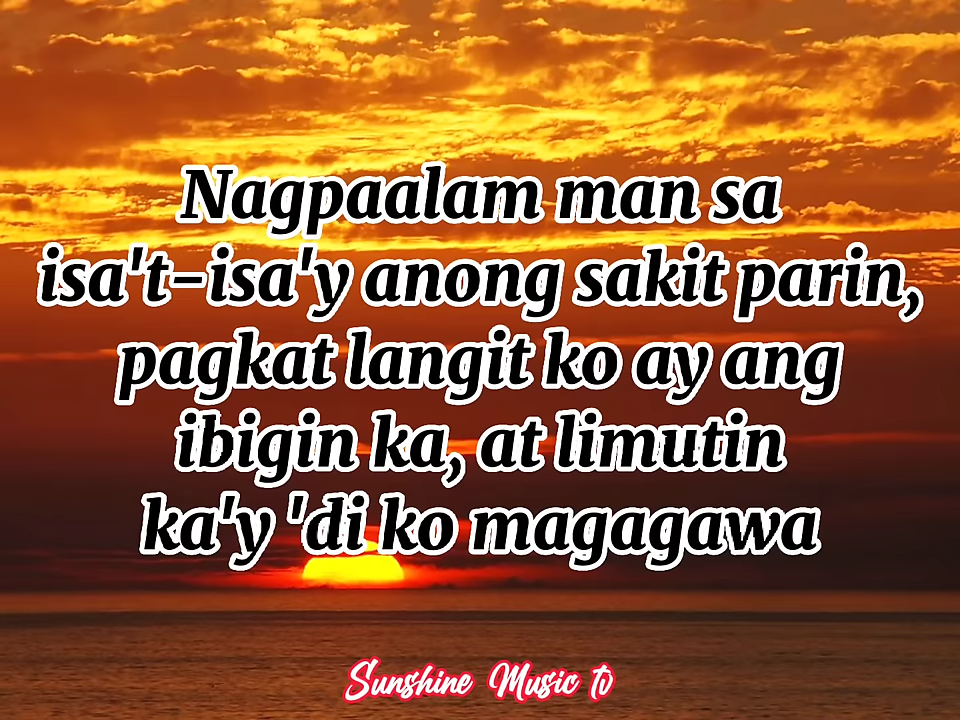 Nagpaalam man sa
isa't-isa'y anong sakit parin,
pagkat langit ko ay ang
ibigin ka, at limutin
ka'y 'di ko magagawa
Sunshine Music tv